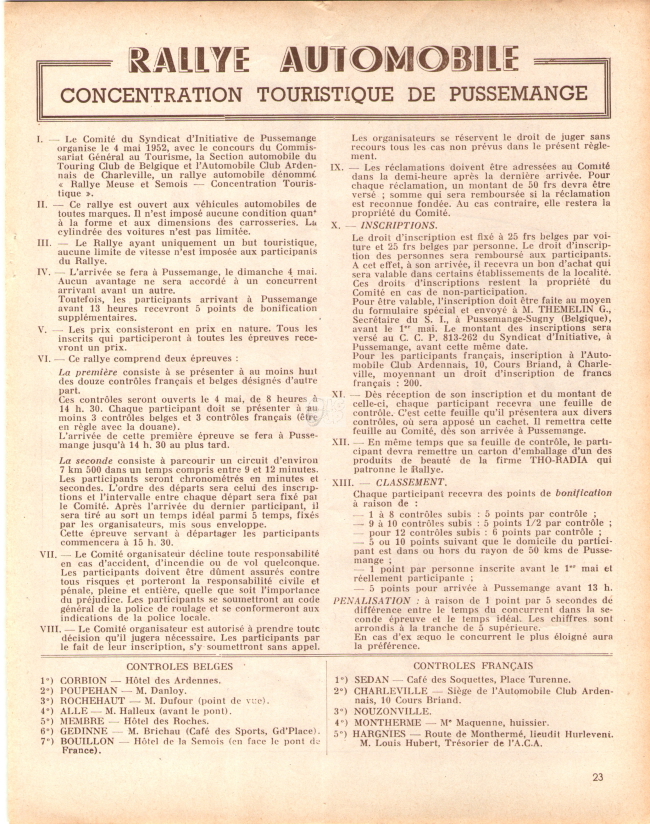 RALLYE AUTOMOBILE
CONCENTRATION TOURISTIQUE DE PUSSEMANGE
I. — Le Comité du Syndicat d'Initiative de Pussemange
organise le 4 mai 1952, avec le concours du Commis-
sariat Général au Tourisme, la Section automobile du
Touring Club de Belgique et l'Automobile Club Arden-
nais de Charleville, un rallye automobile dénommé
« Rallye Meuse et Semois — Concentration Touris-
tique ».
II. — Ce rallye est ouvert aux véhicules automobiles de
toutes marques. Il n'est imposé aucune condition quant
à la forme et aux dimensions des carrosseries. La
cylindrée des voitures n'est pas limitée.
III. — Le Rallye ayant uniquement un but touristique,
aucune limite de vitesse n'est imposée aux participants
du Rallye.
IV. — L'arrivée se fera à Pussemange, le dimanche 4 mai.
Aucun avantage ne sera accordé à un concurrent
arrivant avant un autre.
Toutefois, les participants arrivant à Pussemange
avant 13 heures recevront 5 points de bonification
supplémentaires.
V. — Les prix consisteront en prix en nature. Tous les
inscrits qui participeront à toutes les épreuves rece-
vront un prix.
VI. — Ce rallye comprend deux épreuves :
La première consiste à se présenter à au moins huit
des douze contrôles français et belges désignés d'autre
part.
Ces contrôles seront ouverts le 4 mai, de 8 heures à
14 h. 30. Chaque participant doit se présenter à au
moins 3 contrôles belges et 3 contrôles français (être
en règle avec la douane).
L'arrivée de cette première épreuve se fera à Pusse-
mange jusqu'à 14 h. 30 au plus tard.
La seconde consiste à parcourir un circuit d'environ
7 km 500 dans un temps compris entre 9 et 12 minutes.
Les participants seront chronométrés en minutes et
secondes. L'ordre des départs sera celui des inscrip-
tions et l'intervalle entre chaque départ sera fixé par
le Comité. Après l'arrivée du dernier participant, il
sera tiré au sort un temps idéal parmi 5 temps, fixés
par les organisateurs, mis sous enveloppe.
Cette épreuve servant à départager les participants
commencera à 15 h. 30.
VII. — Le Comité organisateur décline toute responsabilité
en cas d'accident, d'incendie ou de vol quelconque.
Les participants doivent être dûment assurés contre
tous risques et porteront la responsabilité civile et
pénale, pleine et entière, quelle que soit l'importance
du préjudice. Les participants se soumettront au code
général de la police de roulage et se conformeront aux
indications de la police locale.
VIII. — Le Comité organisateur est autorisé à prendre toute
décision qu'il jugera nécessaire. Les participants par
le fait de leur inscription, s'y soumettront sans appel.
Les organisateurs se réservent le droit de juger sans
recours tous les cas non prévus dans le présent règle-
ment.
IX. — Les réclamations doivent être adressées au Comité
dans la demi-heure après la dernière arrivée. Pour
chaque réclamation, un montant de 50 frs devra être
versé ; somme qui sera remboursée si la réclamation
est reconnue fondée. Au cas contraire, elle restera la
propriété du Comité.
X. — INSCRIPTIONS.
Le droit d'inscription est fixé à 25 frs belges par voi-
ture et 25 frs belges par personne. Le droit d'inscrip-
tion des personnes sera remboursé aux participants.
A cet effet, à son arrivée, il recevra un bon d'achat qui
sera valable dans certains établissements de la localité.
Ces droits d'inscriptions restent la propriété du
Comité en cas de non-participation.
Pour être valable, l'inscription doit être faite au moyen
du formulaire spécial et envoyé à M. THEMELIN G.,
Secrétaire du S. I., à Pussemange-Sugny (Belgique),
avant le 1er mai. Le montant des inscriptions sera
versé au C. C. P. 813-262 du Syndicat d'Initiative, à
Pussemange, avant cette même date.
Pour les participants français, inscription à l'Auto-
mobile Club Ardennais, 10, Cours Briand, à Charle-
ville, moyennant un droit d'inscription de francs
français : 200.
XI. — Dès réception de son inscription et du montant de
celle-ci, chaque participant recevra une feuille de
contrôle. C'est cette feuille qu'il présentera aux divers
contrôles, où sera apposé un cachet. Il remettra cette
feuille au Comité, dès son arrivée à Pussemange.
XII. — En même temps que sa feuille de contrôle, le parti-
cipant devra remettre un carton d'emballage d'un des
produits de beauté de la firme THO-RADIA qui
patronne le Rallye.
XIII. — CLASSEMENT.
Chaque participant recevra des points de bonification
à raison de :
— 1 à 8 contrôles subis : 5 points par contrôle ;
— 9 à 10 contrôles subis : 5 points 1/2 par contrôle ;
— pour 12 contrôles subis : 6 points par contrôle ;
— 5 ou 10 points suivant que le domicile du partici-
pant est dans ou hors du rayon de 50 kms de Pusse-
mange ;
— 1 point par personne inscrite avant le 1er mai et
réellement participante ;
— 5 points pour arrivée à Pussemange avant 13 h.
PENALISATION : à raison de 1 point par 5 secondes de
différence entre le temps du concurrent dans la se-
conde épreuve et le temps idéal. Les chiffres sont
arrondis à la tranche de 5 supérieure.
En cas d'ex æquo le concurrent le plus éloigné aura
la préférence.
CONTROLES BELGES
1°) CORBION — Hôtel des Ardennes.
2°) POUPEHAN — M. Danloy.
3°) ROCHEHAUT — M. Dufour (point de vue).
4°) ALLE — M. Halleux (avant le pont).
5°) MEMBRE — Hôtel des Roches.
6°) GEDINNE — M. Brichau (Café des Sports, Gd'Place).
7°) BOUILLON — Hôtel de la Semois (en face le pont de
France).
CONTROLES FRANÇAIS
1°) SEDAN — Café des Soquettes, Place Turenne.
2°) CHARLEVILLE — Siège de l'Automobile Club Arden-
nais, 10 Cours Briand.
3°) NOUZONVILLE.
4°) MONTHERME — Me Maquenne, huissier.
5°) HARGNIES — Route de Monthermé, lieudit Hurleveni.
M. Louis Hubert, Trésorier de l'A.C.A.
23